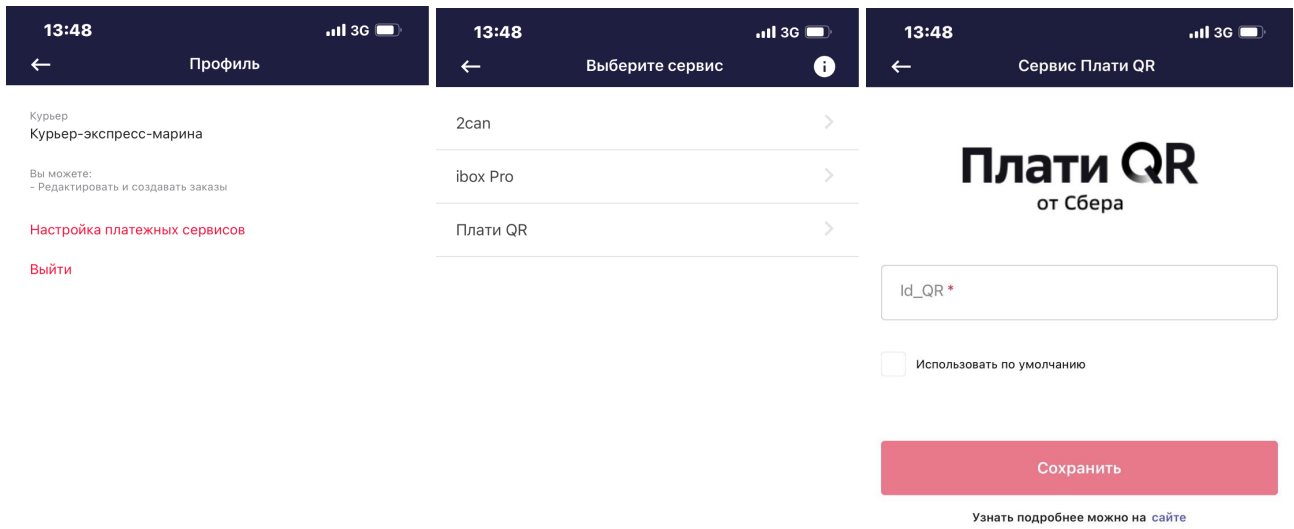 13:48
3G
Профиль
Курьер
Курьер-экспресс-марина
Вы можете:
- Редактировать и создавать заказы
Настройка платежных сервисов
Выйти
13:48
3G
Выберите сервис
i
2can
ibox Pro
Плати QR
13:48
3G
Сервис Плати QR
Плати QR
от Сбера
Id_QR *
Использовать по умолчанию
Сохранить
Узнать подробнее можно на сайте